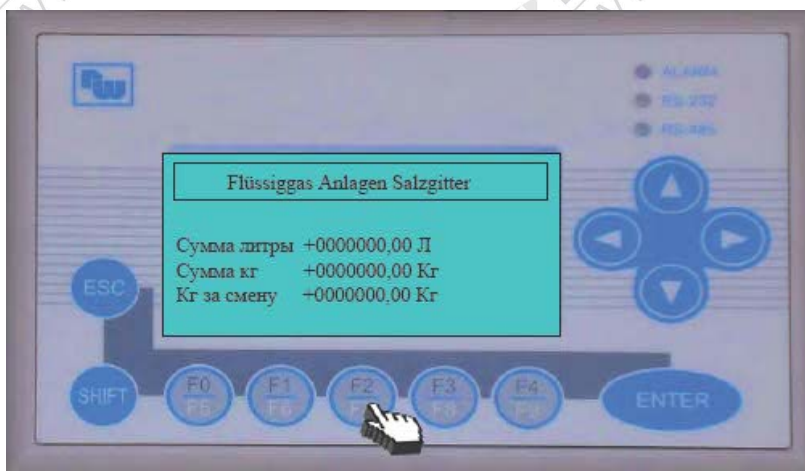 ALARM
RS-232
RS-485
Flüssiggas Anlagen Salzgitter
Сумма литры +0000000,00 Л
Сумма кг +0000000,00 Кг
Кг за смену +0000000,00 Кг
ESC
SHIFT
F0 F1 F2 F3 F4
F5 F6 F8 F9
ENTER